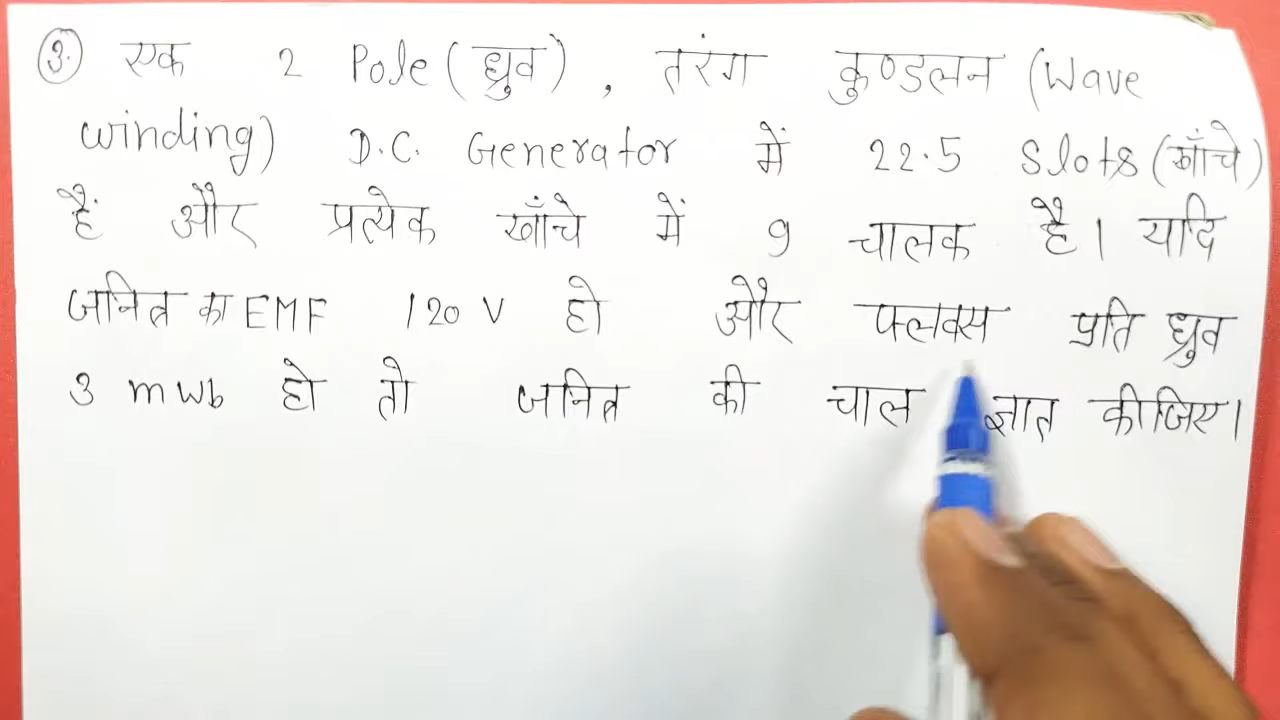 3. एक 2 Pole (ध्रुव), तरंग कुण्डलन (Wave
winding) D.C. Generator में 22.5 Slots (खाँचे)
हैं और प्रत्येक खाँचे में 9 चालक है। यदि
जनित्र का EMF 120 V हो और फ्लक्स प्रति ध्रुव
3 mwb हो तो जनित्र की चाल ज्ञात कीजिए।